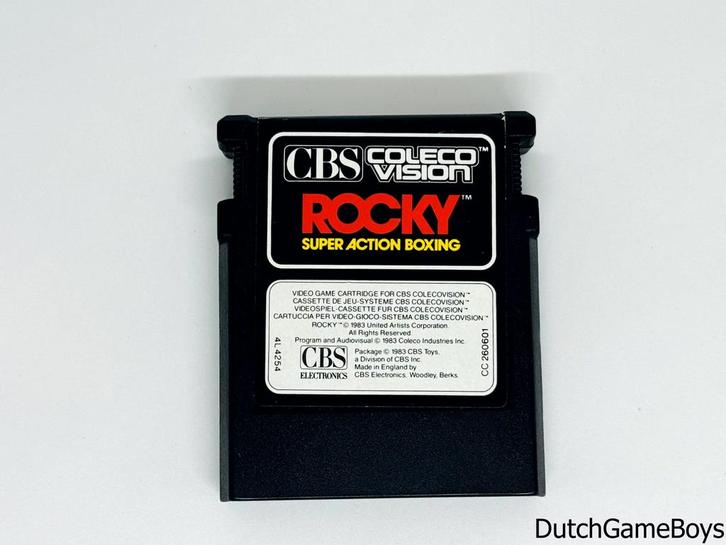 CBS COLECO VISION™
ROCKY™
SUPER ACTION BOXING
VIDEO GAME CARTRIDGE FOR CBS COLECOVISION™
CASSETTE DE JEU-SYSTEME CBS COLECOVISION™
VIDEOSPIEL-CASSETTE FUR CBS COLECOVISION™
CARTUCCIA PER VIDEO-GIOCO-SISTEMA CBS COLECOVISION™
ROCKY™ © 1983 United Artists Corporation.
All Rights Reserved.
Program and Audiovisual © 1983 Coleco Industries Inc.
CBS
ELECTRONICS
Package © 1983 CBS Toys,
a Division of CBS Inc.
Made in England by
CBS Electronics, Woodley, Berks.
4L4254
CC 260601
DutchGameBoys